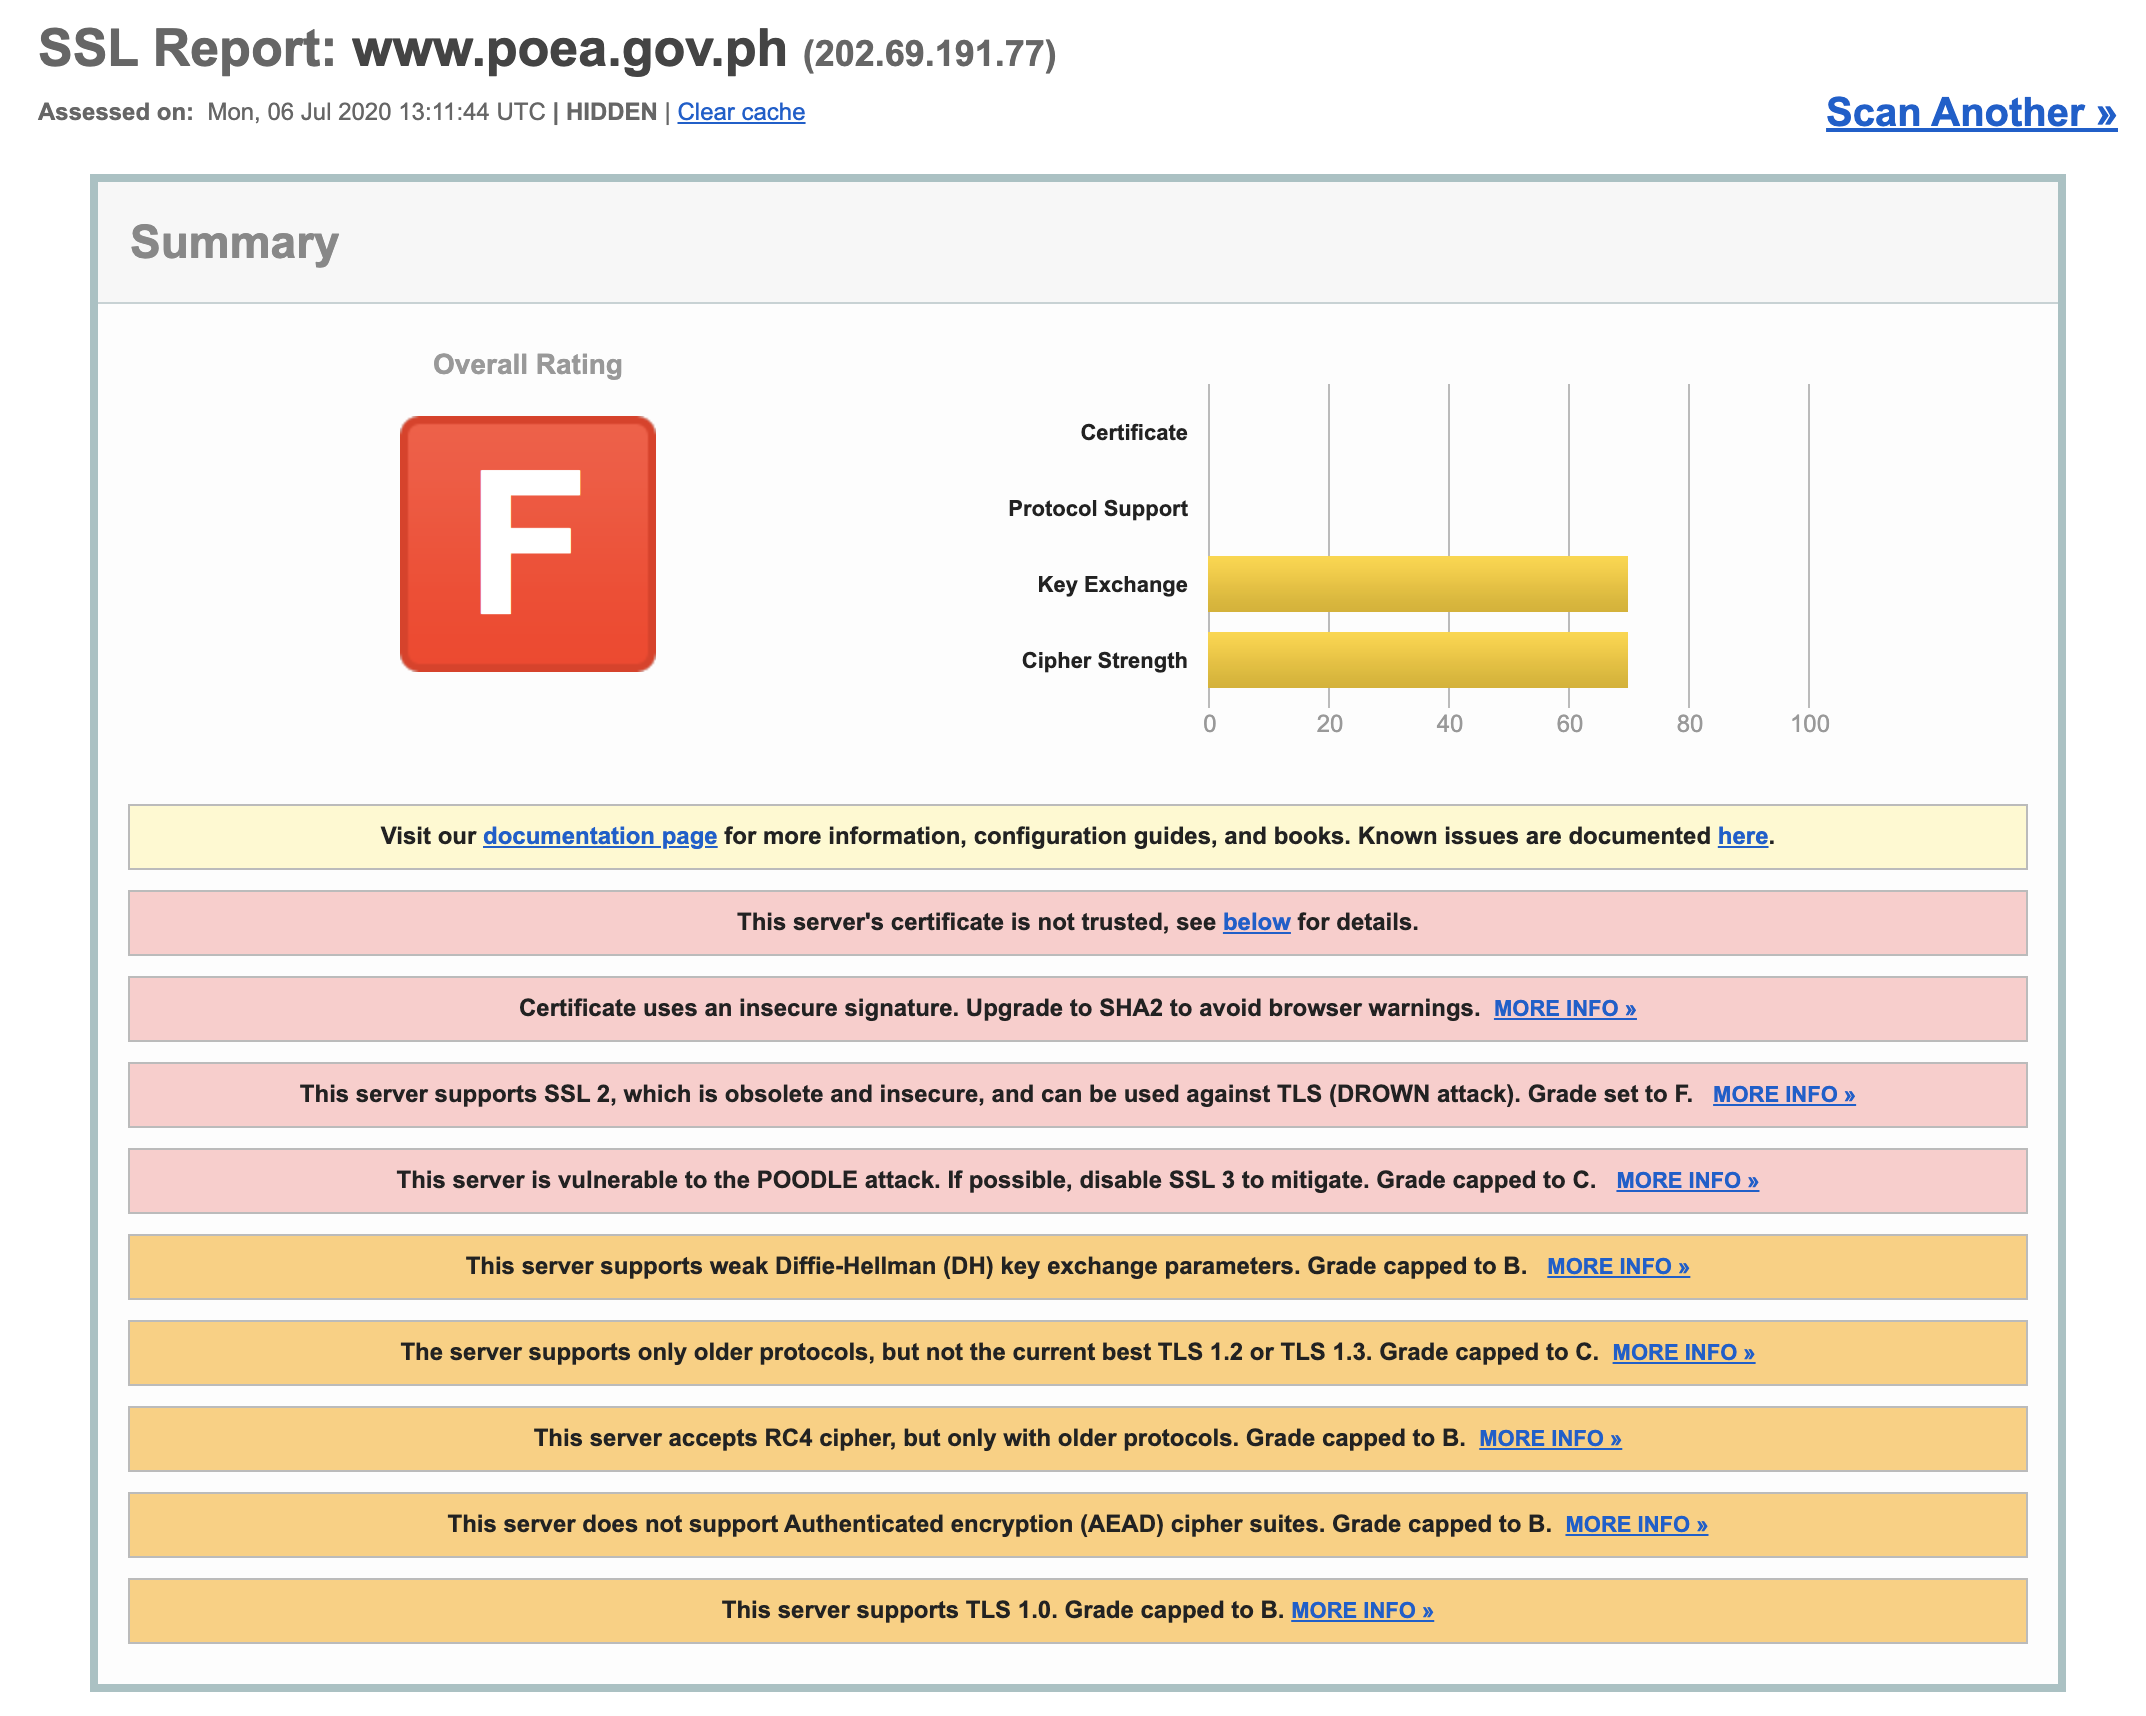 SSL Report: www.poea.gov.ph (202.69.191.77)
Assessed on: Mon, 06 Jul 2020 13:11:44 UTC | HIDDEN | Clear cache
Scan Another »
Summary
Overall Rating
F
Certificate
Protocol Support
Key Exchange
Cipher Strength
0 20 40 60 80 100
Visit our documentation page for more information, configuration guides, and books. Known issues are documented here.
This server's certificate is not trusted, see below for details.
Certificate uses an insecure signature. Upgrade to SHA2 to avoid browser warnings. MORE INFO »
This server supports SSL 2, which is obsolete and insecure, and can be used against TLS (DROWN attack). Grade set to F. MORE INFO »
This server is vulnerable to the POODLE attack. If possible, disable SSL 3 to mitigate. Grade capped to C. MORE INFO »
This server supports weak Diffie-Hellman (DH) key exchange parameters. Grade capped to B. MORE INFO »
The server supports only older protocols, but not the current best TLS 1.2 or TLS 1.3. Grade capped to C. MORE INFO »
This server accepts RC4 cipher, but only with older protocols. Grade capped to B. MORE INFO »
This server does not support Authenticated encryption (AEAD) cipher suites. Grade capped to B. MORE INFO »
This server supports TLS 1.0. Grade capped to B. MORE INFO »